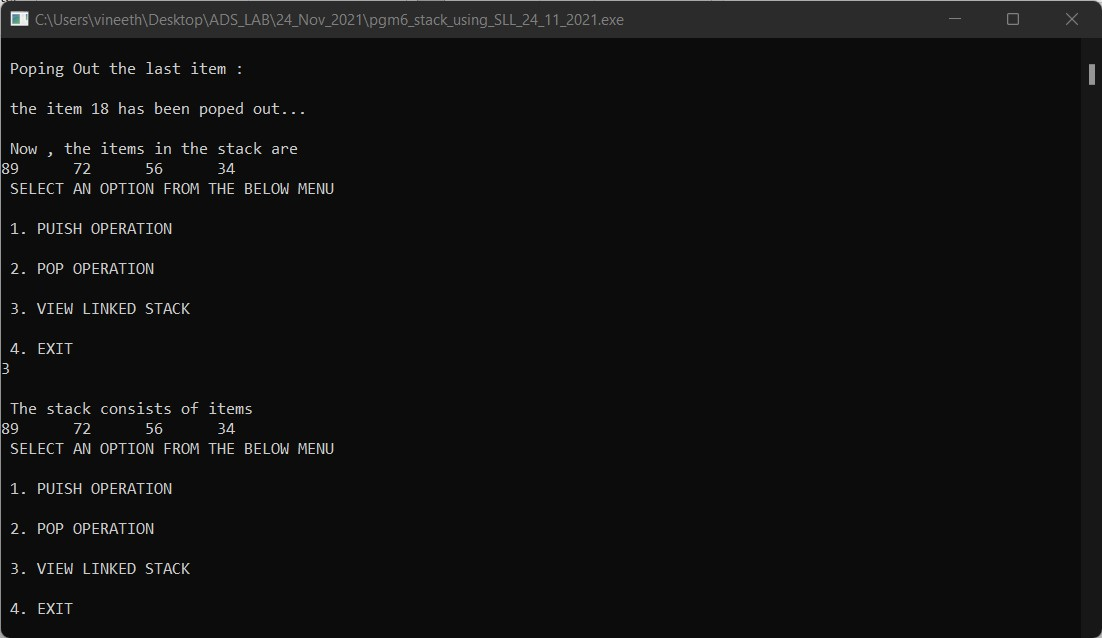 C:\Users\vineeth\Desktop\ADS_LAB\24_Nov_2021\pgm6_stack_using_SLL_24_11_2021.exe
Poping Out the last item :
the item 18 has been poped out...
Now , the items in the stack are
89 72 56 34
SELECT AN OPTION FROM THE BELOW MENU
1. PUISH OPERATION
2. POP OPERATION
3. VIEW LINKED STACK
4. EXIT
3
The stack consists of items
89 72 56 34
SELECT AN OPTION FROM THE BELOW MENU
1. PUISH OPERATION
2. POP OPERATION
3. VIEW LINKED STACK
4. EXIT